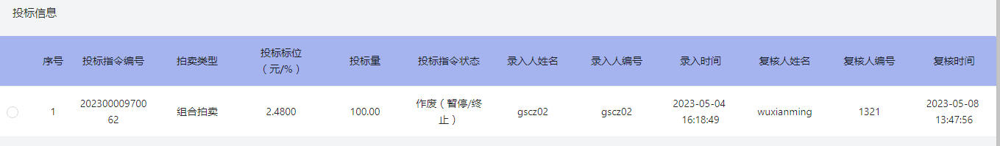 投标信息
序号 投标指令编号 拍卖类型 投标标位（元/%） 投标量 投标指令状态 录入人姓名 录入人编号 录入时间 复核人姓名 复核人编号 复核时间
1 20230000970062 组合拍卖 2.4800 100.00 作废（暂停/终止） gscz02 gscz02 2023-05-04 16:18:49 wuxianming 1321 2023-05-08 13:47:56